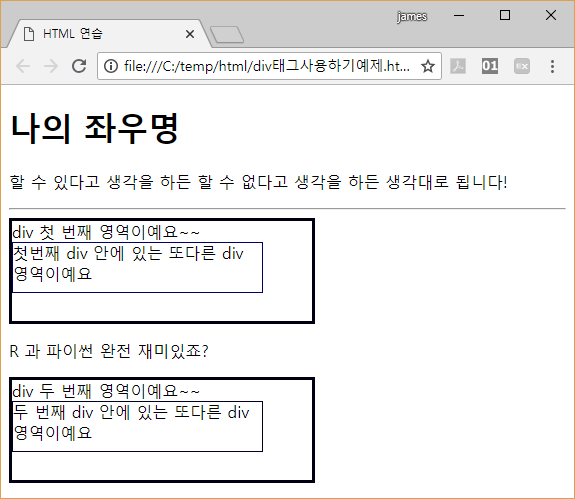 james
HTML 연습
file:///C:/temp/html/div태그사용하기예제.ht...
01
EX
나의 좌우명
할 수 있다고 생각을 하든 할 수 없다고 생각을 하든 생각대로 됩니다!
div 첫 번째 영역이예요~~
첫번째 div 안에 있는 또다른 div
영역이예요
R 과 파이썬 완전 재미있죠?
div 두 번째 영역이예요~~
두 번째 div 안에 있는 또다른 div
영역이예요